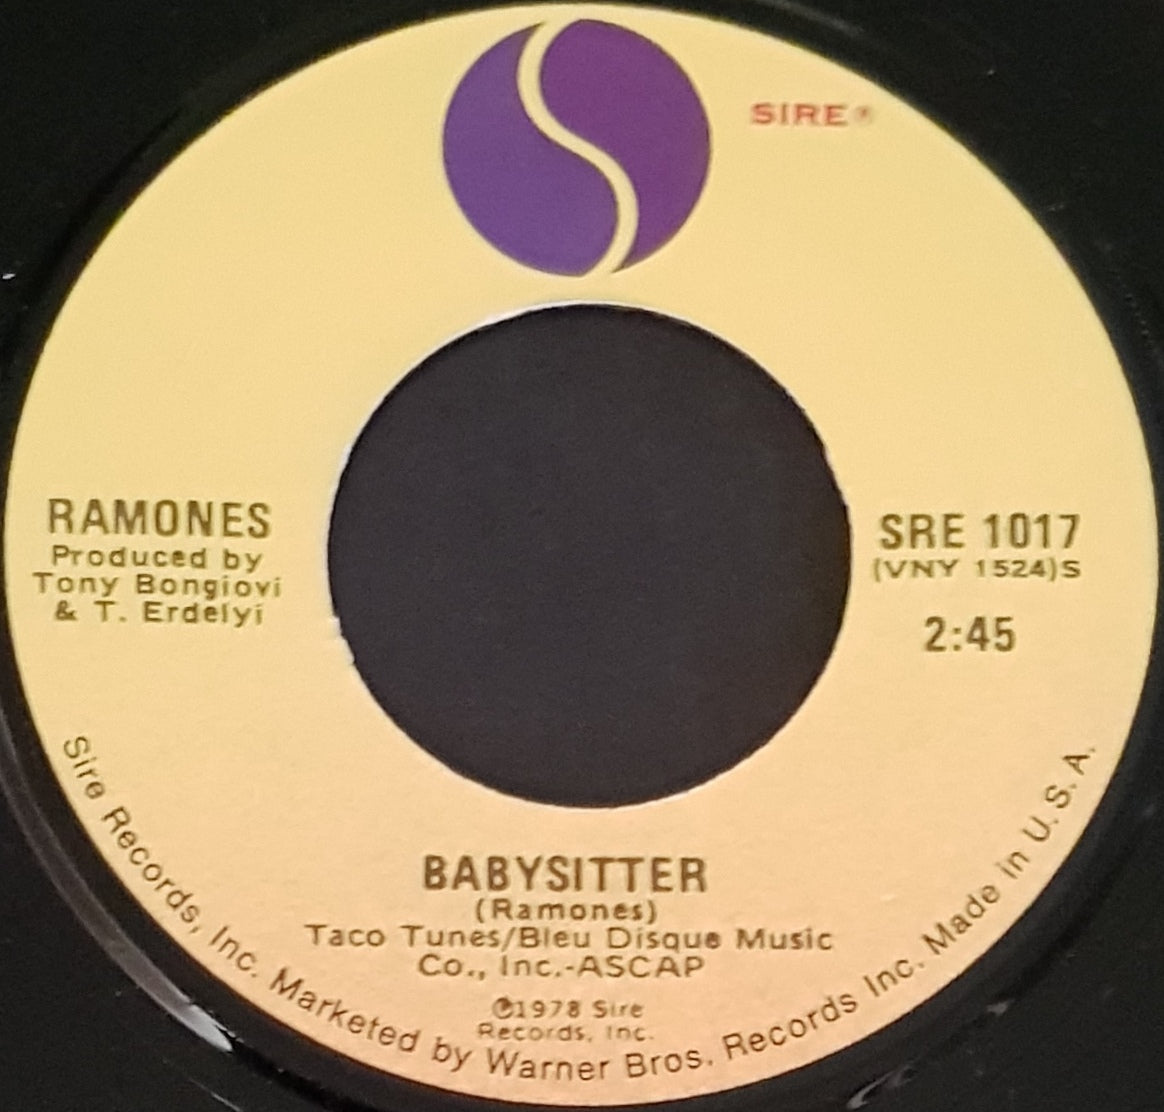 SIRE®
RAMONES
Produced by
Tony Bongiovi
& T. Erdelyi
SRE 1017
(VNY 1524)S
2:45
BABYSITTER
(Ramones)
Taco Tunes/Bleu Disque Music
Co., Inc.-ASCAP
℗1978 Sire
Records, Inc.
Sire Records, Inc. Marketed by Warner Bros. Records Inc. Made in U.S.A.